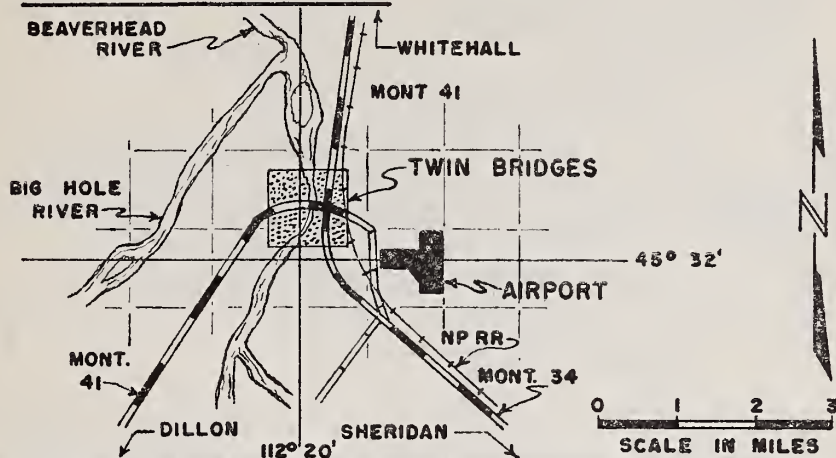 BEAVERHEAD
RIVER
WHITEHALL
MONT 41
TWIN BRIDGES
BIG HOLE
RIVER
N
45° 32'
AIRPORT
MONT.
41
NP RR.
MONT. 34
DILLON
112° 20'
SHERIDAN
0 1 2 3
SCALE IN MILES